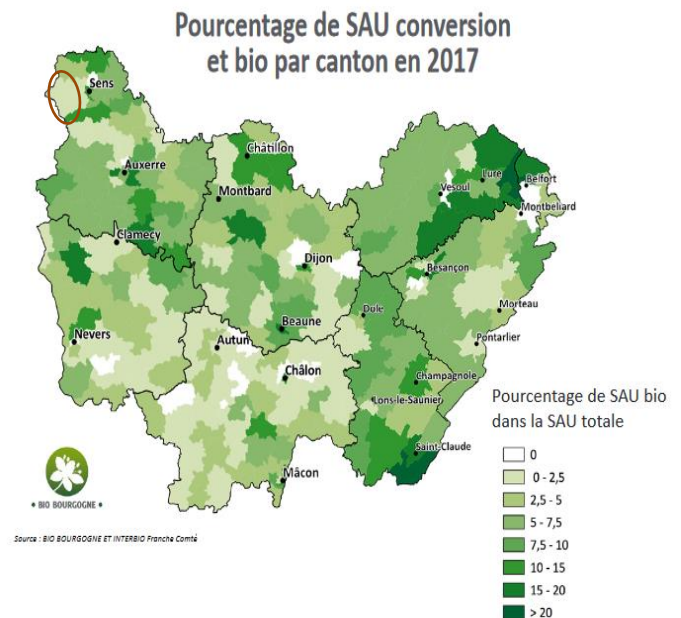 Pourcentage de SAU conversion
et bio par canton en 2017
Sens
Auxerre
Châtillon
Montbard
Clamecy
Vesoul
Lure
Belfort
Montbeliard
Dijon
Besançon
Morteau
Nevers
Beaune
Dole
Autun
Pontarlier
Châlon
Champagnole
Lons-le-Saunier
Saint-Claude
Mâcon
Pourcentage de SAU bio
dans la SAU totale
0
0 - 2,5
2,5 - 5
5 - 7,5
7,5 - 10
10 - 15
15 - 20
> 20
• BIO BOURGOGNE •
Source : BIO BOURGOGNE ET INTERBIO Franche Comté